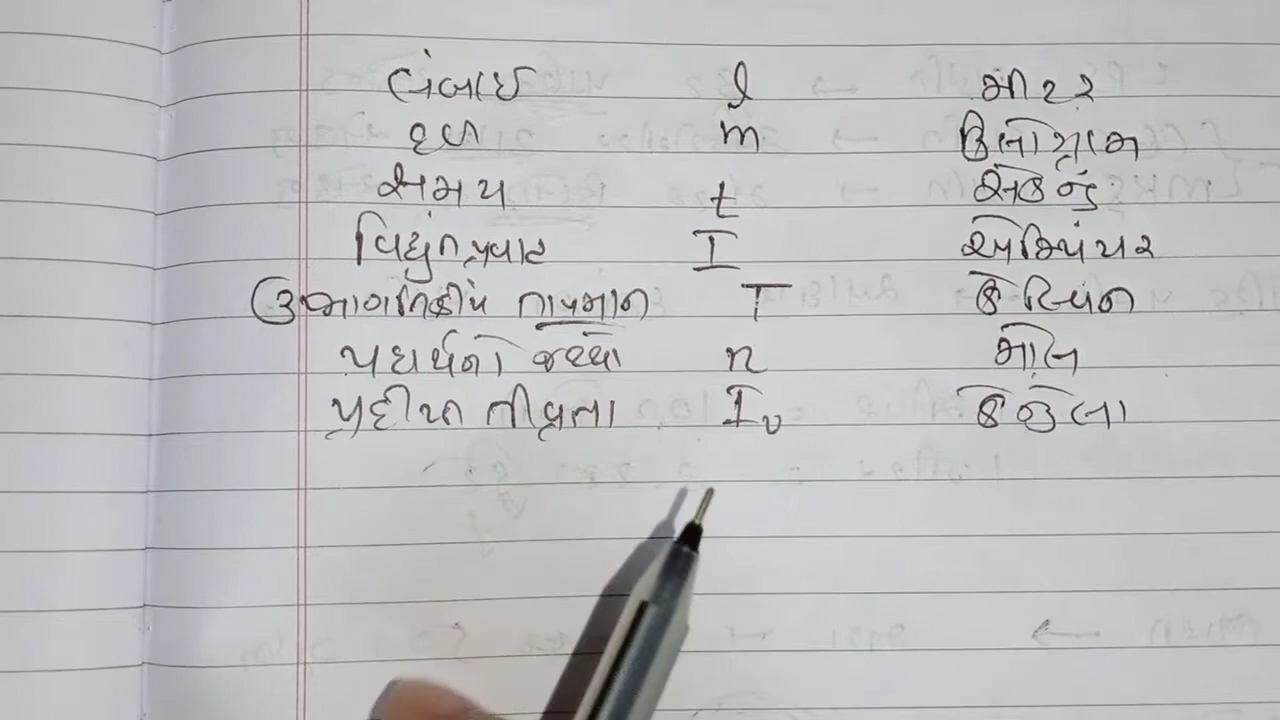 લંબાઇ l મીટર
દળ m કિલોગ્રામ
સમય t સેકન્ડ
વિદ્યુતપ્રવાહ I એમ્પિયર
ઉષ્માગતિકીય તાપમાન T કેલ્વિન
પદાર્થનો જથ્થો n મોલ
પ્રદીપ્ત તીવ્રતા Iv કેન્ડેલા